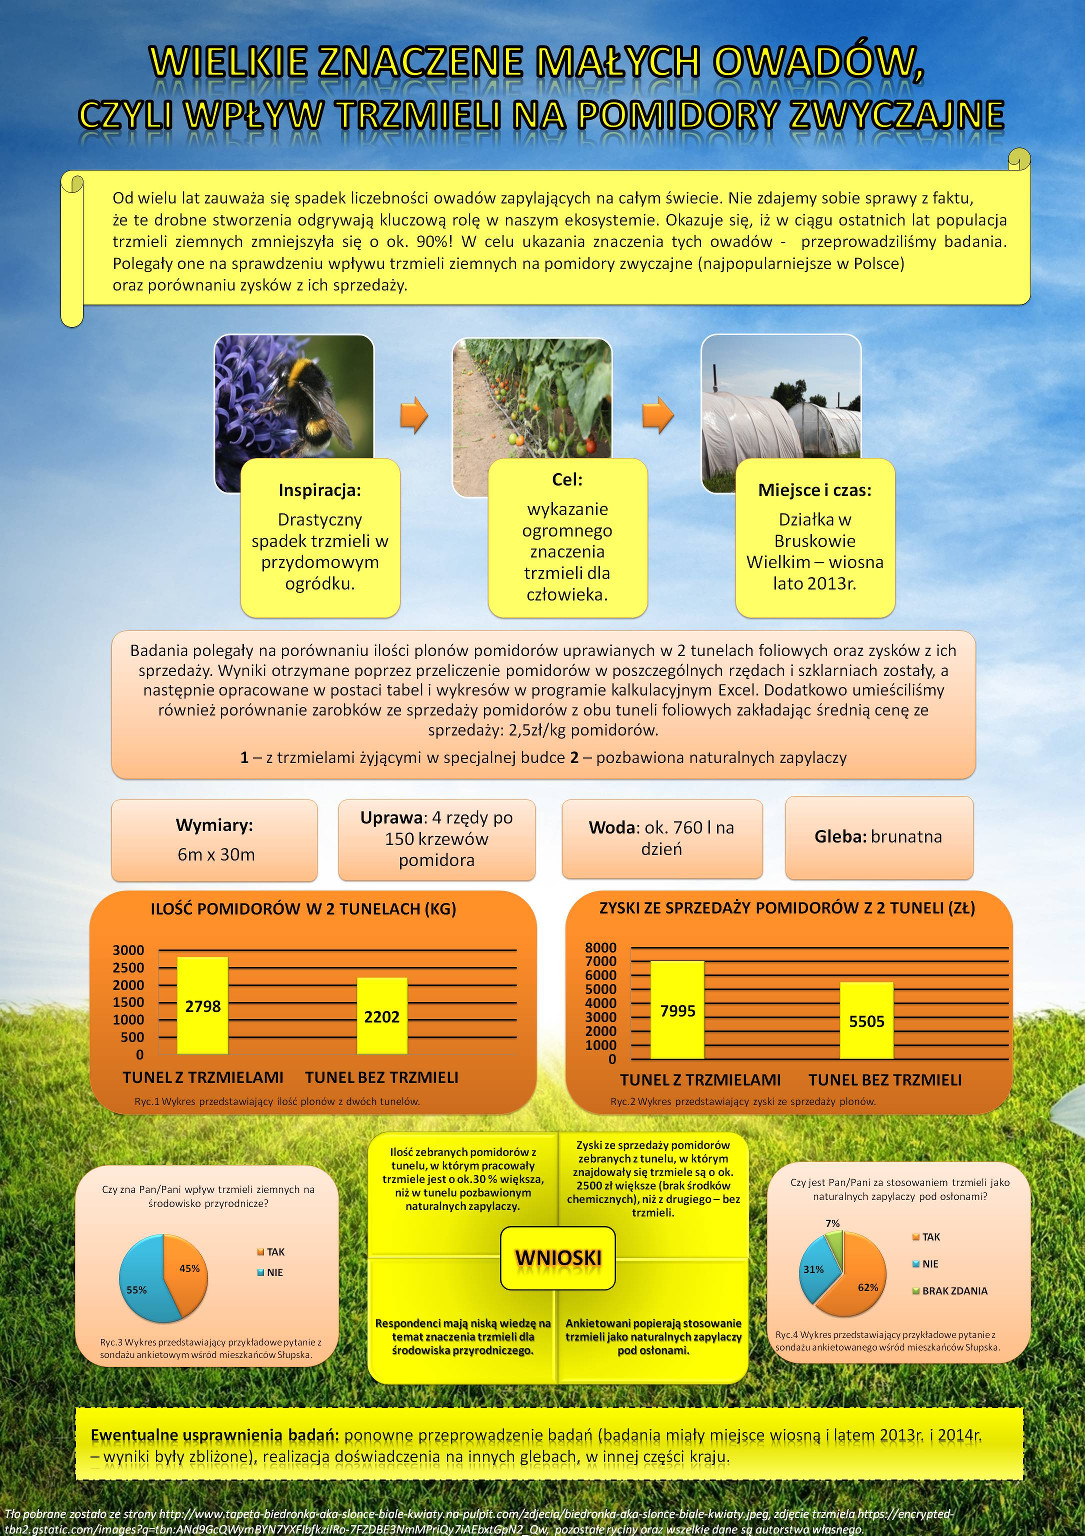 WIELKIE ZNACZENE MAŁYCH OWADÓW,
CZYLI WPŁYW TRZMIELI NA POMIDORY ZWYCZAJNE
Od wielu lat zauważa się spadek liczebności owadów zapylających na całym świecie. Nie zdajemy sobie sprawy z faktu,
że te drobne stworzenia odgrywają kluczową rolę w naszym ekosystemie. Okazuje się, iż w ciągu ostatnich lat populacja
trzmieli ziemnych zmniejszyła się o ok. 90%! W celu ukazania znaczenia tych owadów - przeprowadziliśmy badania.
Polegały one na sprawdzeniu wpływu trzmieli ziemnych na pomidory zwyczajne (najpopularniejsze w Polsce)
oraz porównaniu zysków z ich sprzedaży.
Inspiracja:
Drastyczny
spadek trzmieli w
przydomowym
ogródku.
Cel:
wykazanie
ogromnego
znaczenia
trzmieli dla
człowieka.
Miejsce i czas:
Działka w
Bruskowie
Wielkim – wiosna
lato 2013r.
Badania polegały na porównaniu ilości plonów pomidorów uprawianych w 2 tunelach foliowych oraz zysków z ich
sprzedaży. Wyniki otrzymane poprzez przeliczenie pomidorów w poszczególnych rzędach i szklarniach zostały, a
następnie opracowane w postaci tabel i wykresów w programie kalkulacyjnym Excel. Dodatkowo umieściliśmy
również porównanie zarobków ze sprzedaży pomidorów z obu tuneli foliowych zakładając średnią cenę ze
sprzedaży: 2,5zł/kg pomidorów.
1 – z trzmielami żyjącymi w specjalnej budce 2 – pozbawiona naturalnych zapylaczy
Wymiary:
6m x 30m
Uprawa: 4 rzędy po
150 krzewów
pomidora
Woda: ok. 760 l na
dzień
Gleba: brunatna
ILOŚĆ POMIDORÓW W 2 TUNELACH (KG)
3000
2500
2000
1500
1000
500
0
2798
2202
TUNEL Z TRZMIELAMI TUNEL BEZ TRZMIELI
Ryc.1 Wykres przedstawiający ilość plonów z dwóch tunelów.
ZYSKI ZE SPRZEDAŻY POMIDORÓW Z 2 TUNELI (ZŁ)
8000
7000
6000
5000
4000
3000
2000
1000
0
7995
5505
TUNEL Z TRZMIELAMI TUNEL BEZ TRZMIELI
Ryc.2 Wykres przedstawiający zyski ze sprzedaży plonów.
Czy zna Pan/Pani wpływ trzmieli ziemnych na
środowisko przyrodnicze?
45%
55%
TAK
NIE
Ryc.3 Wykres przedstawiający przykładowe pytanie z
sondażu ankietowym wśród mieszkańców Słupska.
Ilość zebranych pomidorów z
tunelu, w którym pracowały
trzmiele jest o ok.30 % większa,
niż w tunelu pozbawionym
naturalnych zapylaczy.
Zyski ze sprzedaży pomidorów
zebranych z tunelu, w którym
znajdowały się trzmiele są o ok.
2500 zł większe (brak środków
chemicznych), niż z drugiego – bez
trzmieli.
WNIOSKI
Respondenci mają niską wiedzę na
temat znaczenia trzmieli dla
środowiska przyrodniczego.
Ankietowani popierają stosowanie
trzmieli jako naturalnych zapylaczy
pod osłonami.
Czy jest Pan/Pani za stosowaniem trzmieli jako
naturalnych zapylaczy pod osłonami?
7%
31%
62%
TAK
NIE
BRAK ZDANIA
Ryc.4 Wykres przedstawiający przykładowe pytanie z
sondażu ankietowanego wśród mieszkańców Słupska.
Ewentualne usprawnienia badań: ponowne przeprowadzenie badań (badania miały miejsce wiosną i latem 2013r. i 2014r.
– wyniki były zbliżone), realizacja doświadczenia na innych glebach, w innej części kraju.
Tło pobrane zostało ze strony http://www.tapeta-biedronka-aka-slonce-biale-kwiaty.na-pulpit.com/zdjecia/biedronka-aka-slonce-biale-kwiaty.jpeg, zdjęcie trzmiela https://encrypted-
tbn2.gstatic.com/images?q=tbn:ANd9GcQWymBYN7YXFlbfkziIRo-7FZDBE3NmMPriQy7iAEbxtGpN2_Qw, pozostałe ryciny oraz wszelkie dane są autorstwa własnego.